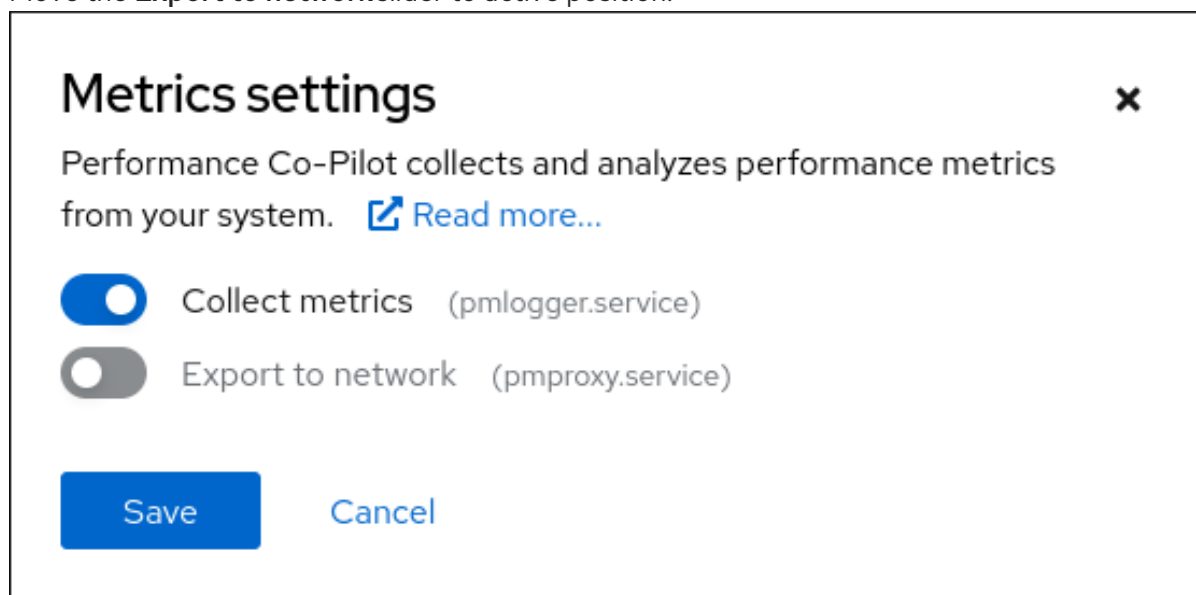 Metrics settings
Performance Co-Pilot collects and analyzes performance metrics
from your system. Read more...
Collect metrics (pmlogger.service)
Export to network (pmproxy.service)
Save Cancel